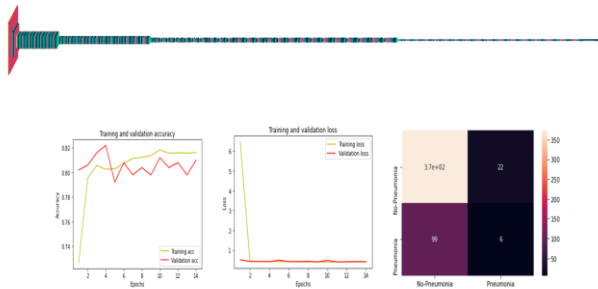 Training and validation accuracy
0.82
0.80
0.78
0.76
0.74
Accuracy
Training acc
Validation acc
2 4 6 8 10 12 14
Epochs
Training and validation loss
Training loss
Validation loss
6
5
4
3
2
1
Loss
2 4 6 8 10 12 14
Epochs
No-Pneumonia
Pneumonia
3.7e+02 22
99 6
No-Pneumonia Pneumonia
350
300
250
200
150
100
50